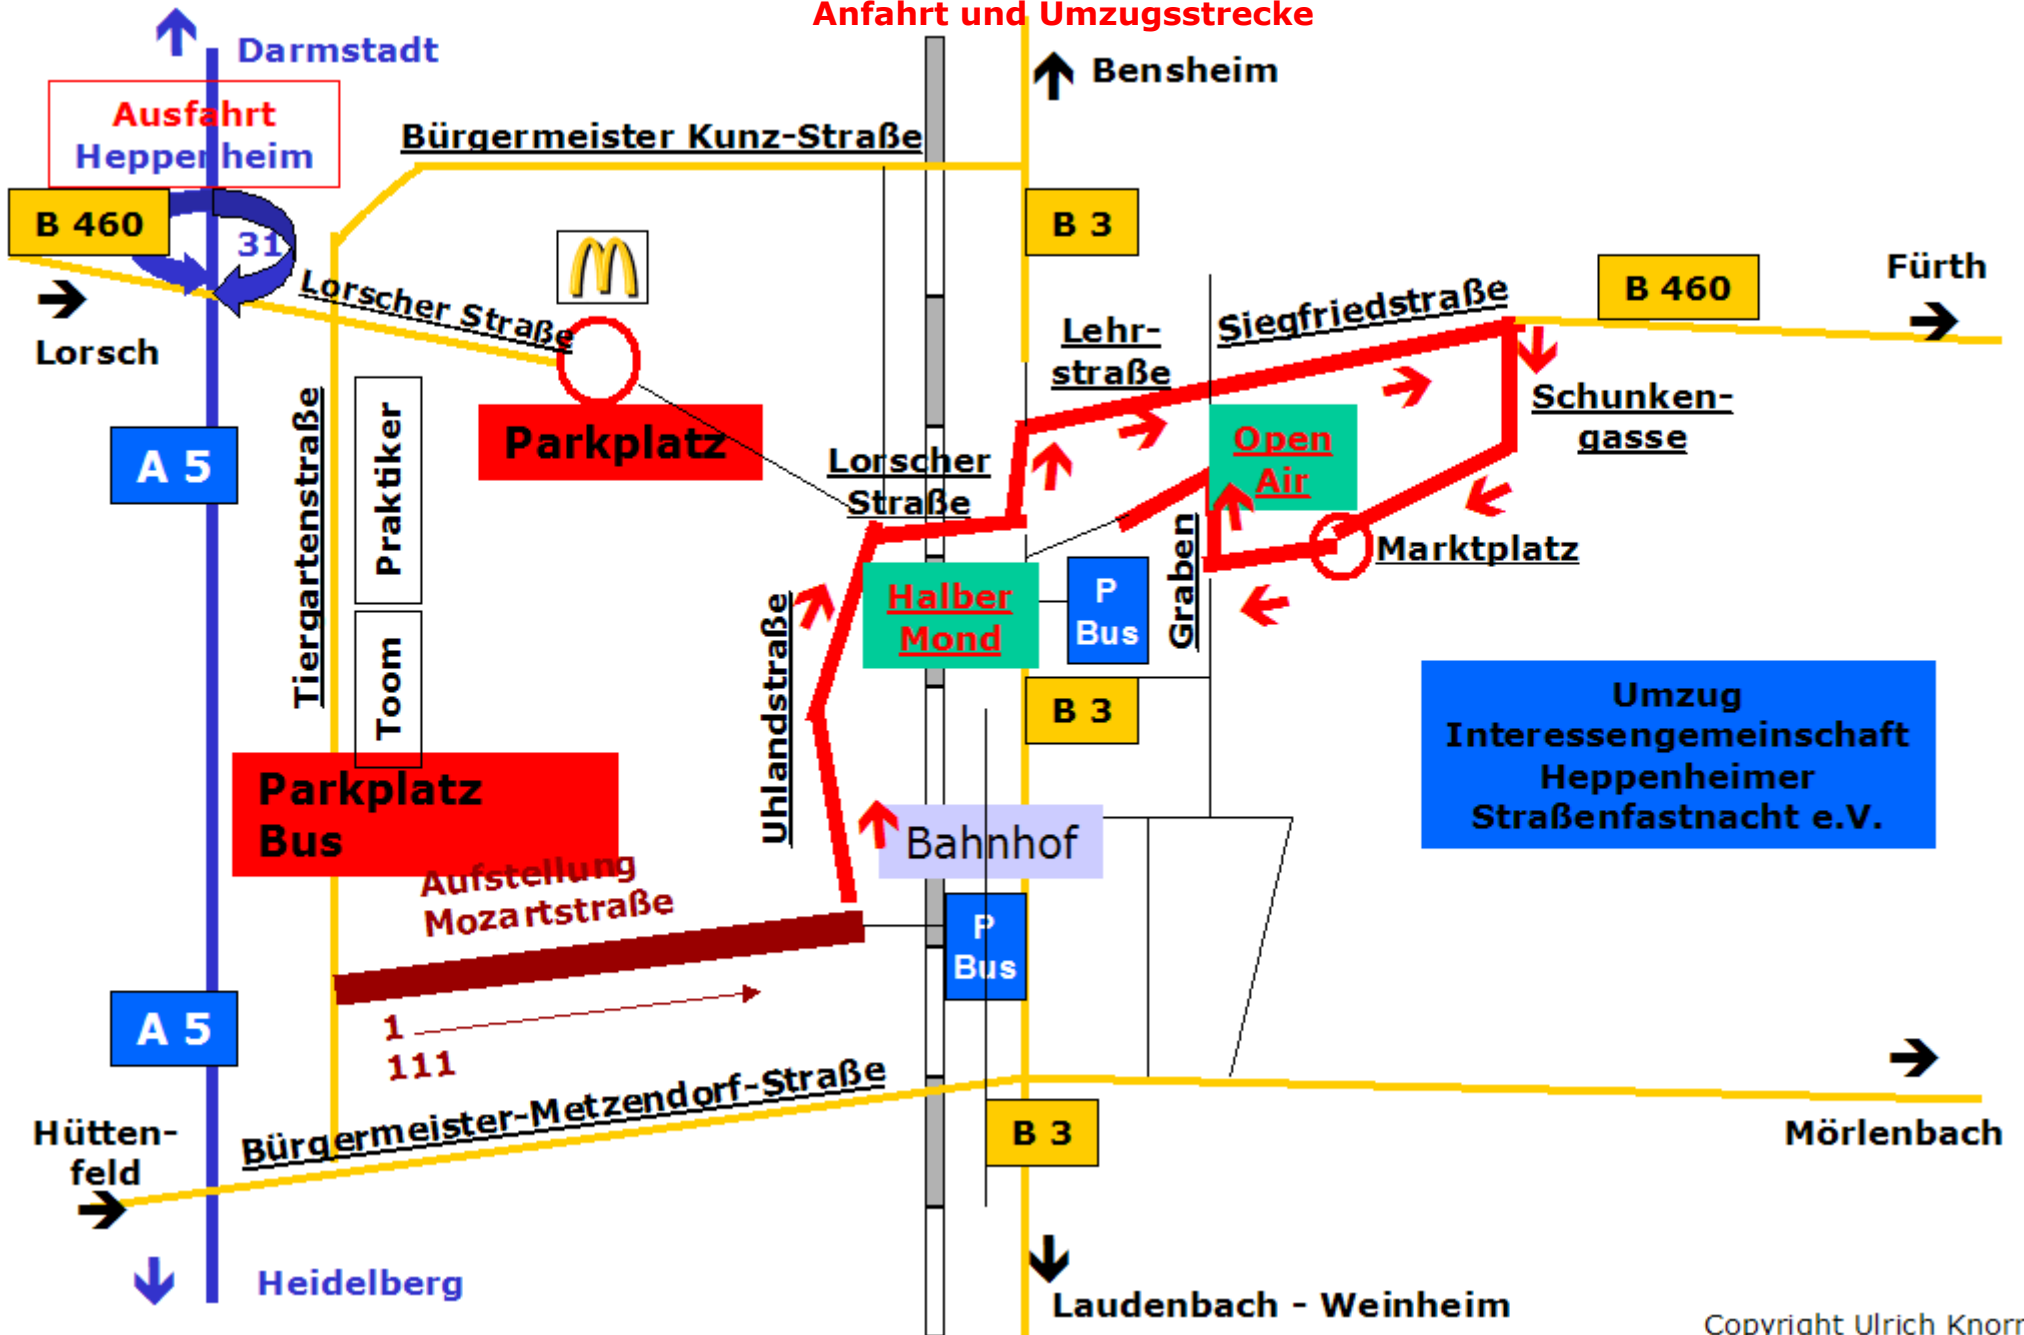 Anfahrt und Umzugsstrecke
Darmstadt
Bensheim
Ausfahrt
Heppenheim
Bürgermeister Kunz-Straße
B 460
31
B 3
Lorscher Straße
Siegfriedstraße
B 460
Fürth
Lorsch
Lehr-
straße
Schunken-
gasse
Tiergartenstraße
Praktiker
A 5
Parkplatz
Lorscher
Straße
Open
Air
Marktplatz
Graben
Halber
Mond
P
Bus
Uhlandstraße
Toom
B 3
Umzug
Interessengemeinschaft
Heppenheimer
Straßenfastnacht e.V.
Parkplatz
Bus
Bahnhof
Aufstellung
Mozartstraße
P
Bus
A 5
1
111
Bürgermeister-Metzendorf-Straße
B 3
Hütten-
feld
Mörlenbach
Heidelberg
Laudenbach - Weinheim
Copyright Ulrich Knorr